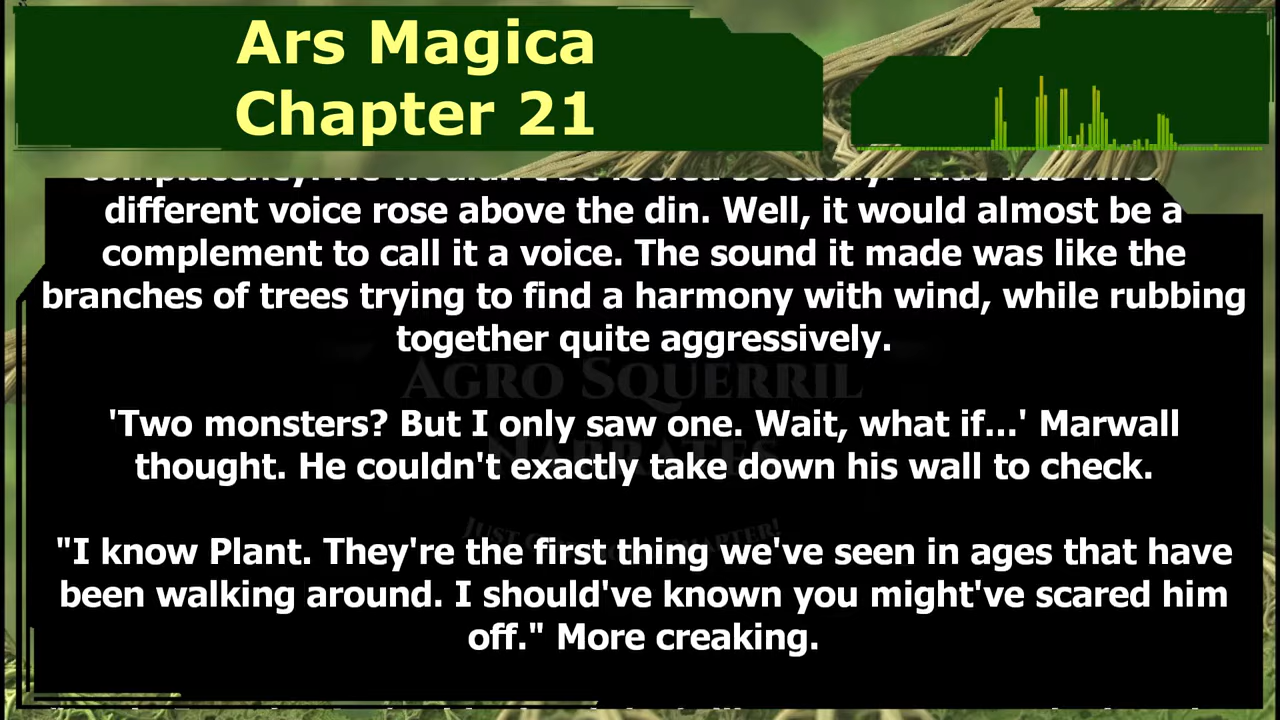 Ars Magica
Chapter 21
different voice rose above the din. Well, it would almost be a
complement to call it a voice. The sound it made was like the
branches of trees trying to find a harmony with wind, while rubbing
together quite aggressively.
AGRO SQUERRIL
NARRATES
'Two monsters? But I only saw one. Wait, what if...' Marwall
thought. He couldn't exactly take down his wall to check.
"I know Plant. They're the first thing we've seen in ages that have
been walking around. I should've known you might've scared him
off." More creaking.